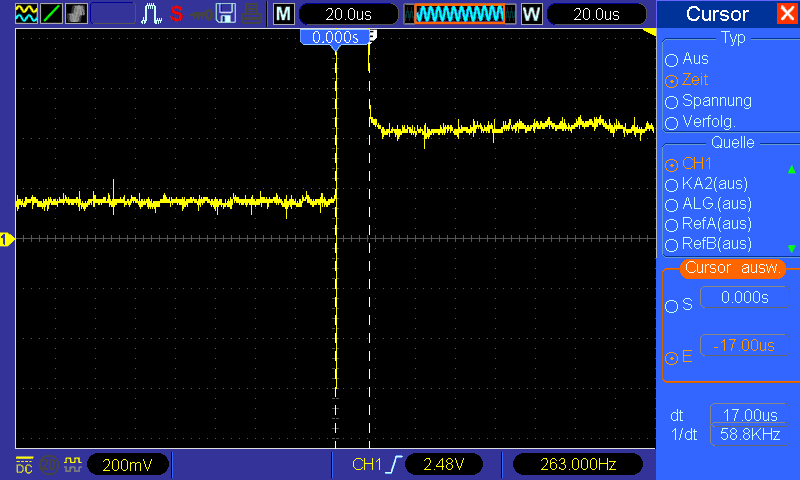 S M 20.0us W 20.0us Cursor
0.000s
Typ
Aus
Zeit
Spannung
Verfolg.
Quelle
CH1
KA2(aus)
ALG.(aus)
RefA(aus)
RefB(aus)
1
Cursor ausw.
S 0.000s
E -17.00us
dt 17.00us
1/dt 58.8KHz
DC 200mV CH1 2.48V 263.000Hz